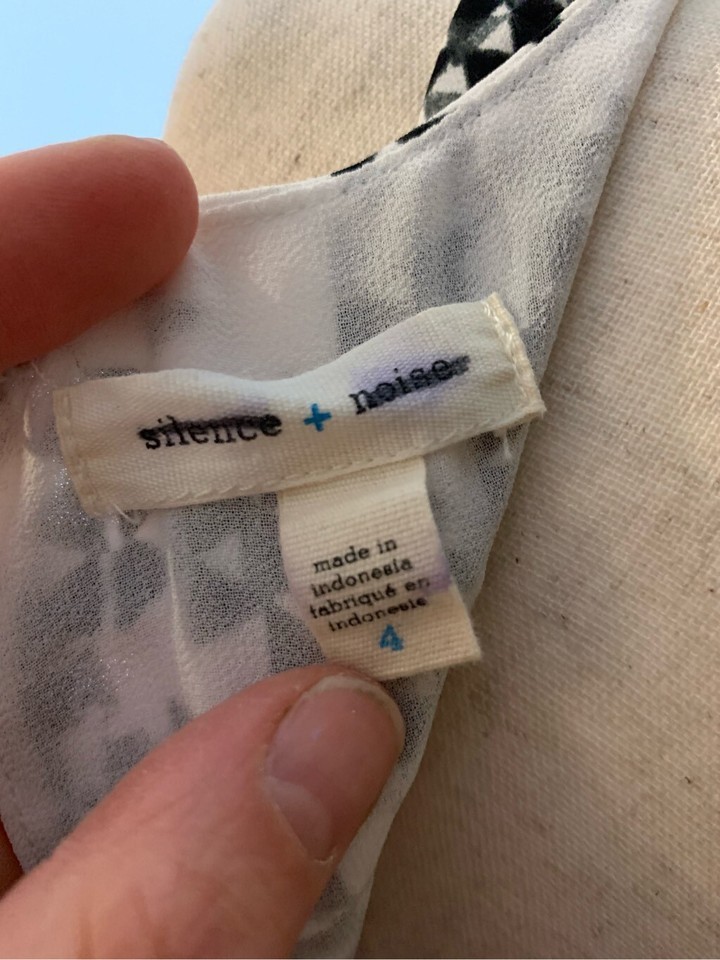 silence + noise
made in
indonesia
fabriqué en
indonesie
4